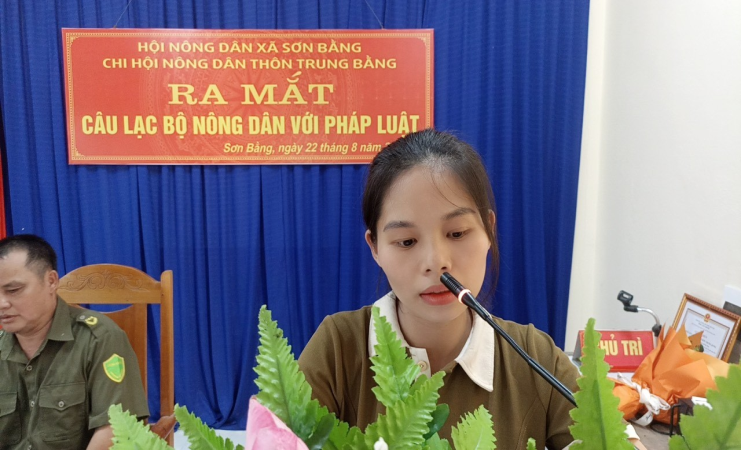 HỘI NÔNG DÂN XÃ SƠN BẰNG
CHI HỘI NÔNG DÂN THÔN TRUNG BẰNG
RA MẮT
CÂU LẠC BỘ NÔNG DÂN VỚI PHÁP LUẬT
Sơn Bằng, ngày 22 tháng 8 năm
CHỦ TRÌ